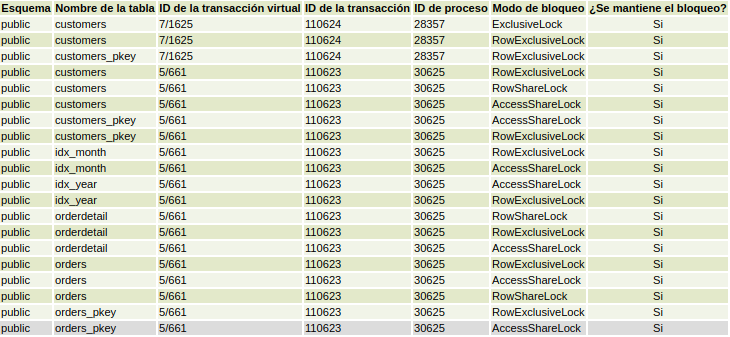 Esquema Nombre de la tabla ID de la transacción virtual ID de la transacción ID de proceso Modo de bloqueo ¿Se mantiene el bloqueo?
public customers 7/1625 110624 28357 ExclusiveLock Si
public customers 7/1625 110624 28357 RowExclusiveLock Si
public customers_pkey 7/1625 110624 28357 RowExclusiveLock Si
public customers 5/661 110623 30625 RowExclusiveLock Si
public customers 5/661 110623 30625 RowShareLock Si
public customers 5/661 110623 30625 AccessShareLock Si
public customers_pkey 5/661 110623 30625 AccessShareLock Si
public customers_pkey 5/661 110623 30625 RowExclusiveLock Si
public idx_month 5/661 110623 30625 RowExclusiveLock Si
public idx_month 5/661 110623 30625 AccessShareLock Si
public idx_year 5/661 110623 30625 AccessShareLock Si
public idx_year 5/661 110623 30625 RowExclusiveLock Si
public orderdetail 5/661 110623 30625 RowShareLock Si
public orderdetail 5/661 110623 30625 RowExclusiveLock Si
public orderdetail 5/661 110623 30625 AccessShareLock Si
public orders 5/661 110623 30625 RowExclusiveLock Si
public orders 5/661 110623 30625 AccessShareLock Si
public orders 5/661 110623 30625 RowShareLock Si
public orders_pkey 5/661 110623 30625 RowExclusiveLock Si
public orders_pkey 5/661 110623 30625 AccessShareLock Si